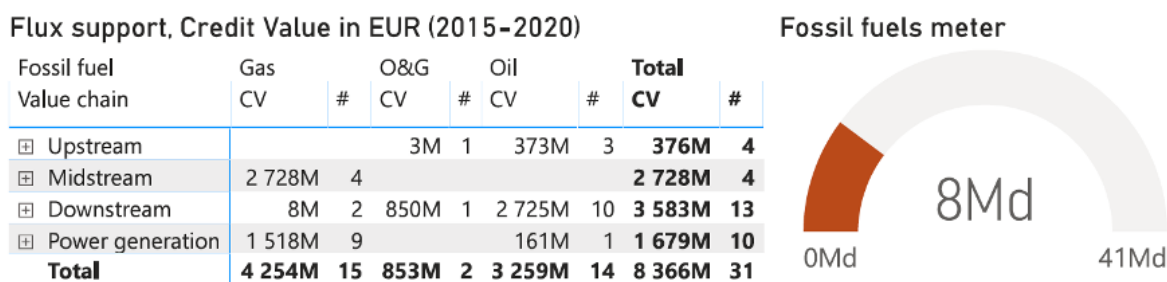 Flux support, Credit Value in EUR (2015-2020)
Fossil fuel Gas O&G Oil Total
Value chain CV # CV # CV # CV #
Upstream 3M 1 373M 3 376M 4
Midstream 2 728M 4 2 728M 4
Downstream 8M 2 850M 1 2 725M 10 3 583M 13
Power generation 1 518M 9 161M 1 1 679M 10
Total 4 254M 15 853M 2 3 259M 14 8 366M 31
Fossil fuels meter
8Md
0Md 41Md